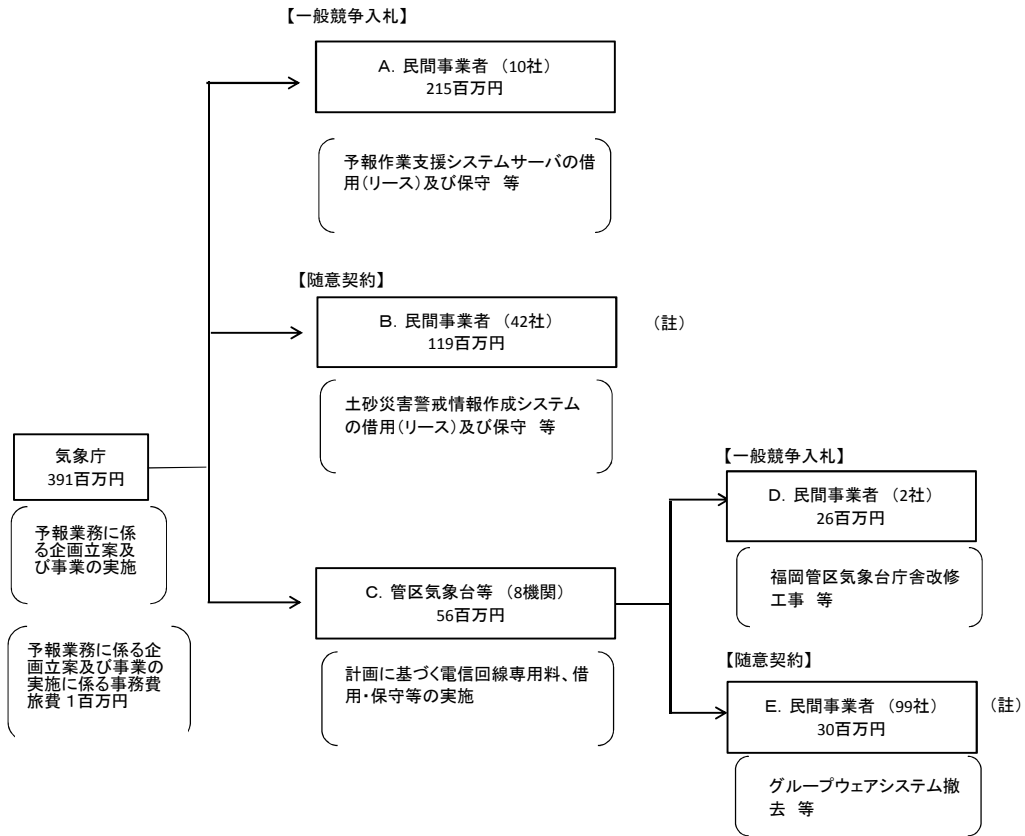 【一般競争入札】
A. 民間事業者 (10社)
215百万円
予報作業支援システムサーバの借
用(リース)及び保守 等
【随意契約】
B. 民間事業者 (42社)
119百万円
(註)
土砂災害警戒情報作成システム
の借用(リース)及び保守 等
気象庁
391百万円
予報業務に係
る企画立案及
び事業の実施
予報業務に係る企
画立案及び事業の
実施に係る事務費
旅費 1百万円
C. 管区気象台等 (8機関)
56百万円
計画に基づく電信回線専用料、借
用・保守等の実施
【一般競争入札】
D. 民間事業者 (2社)
26百万円
福岡管区気象台庁舎改修
工事 等
【随意契約】
E. 民間事業者 (99社)
30百万円
(註)
グループウェアシステム撤
去 等